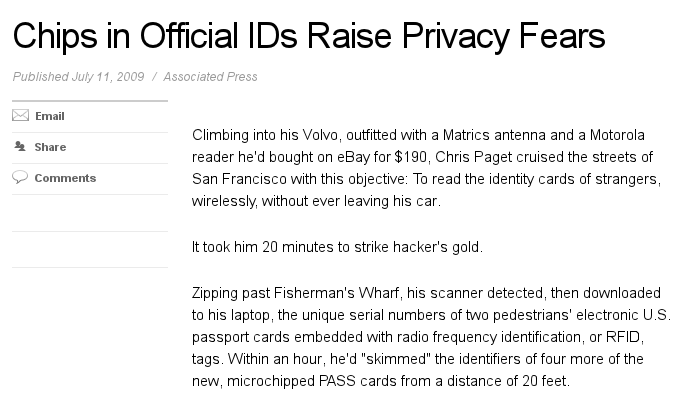 Chips in Official IDs Raise Privacy Fears
Published July 11, 2009 / Associated Press
Email
Share
Comments
Climbing into his Volvo, outfitted with a Matrics antenna and a Motorola
reader he'd bought on eBay for $190, Chris Paget cruised the streets of
San Francisco with this objective: To read the identity cards of strangers,
wirelessly, without ever leaving his car.
It took him 20 minutes to strike hacker's gold.
Zipping past Fisherman's Wharf, his scanner detected, then downloaded
to his laptop, the unique serial numbers of two pedestrians' electronic U.S.
passport cards embedded with radio frequency identification, or RFID,
tags. Within an hour, he'd "skimmed" the identifiers of four more of the
new, microchipped PASS cards from a distance of 20 feet.